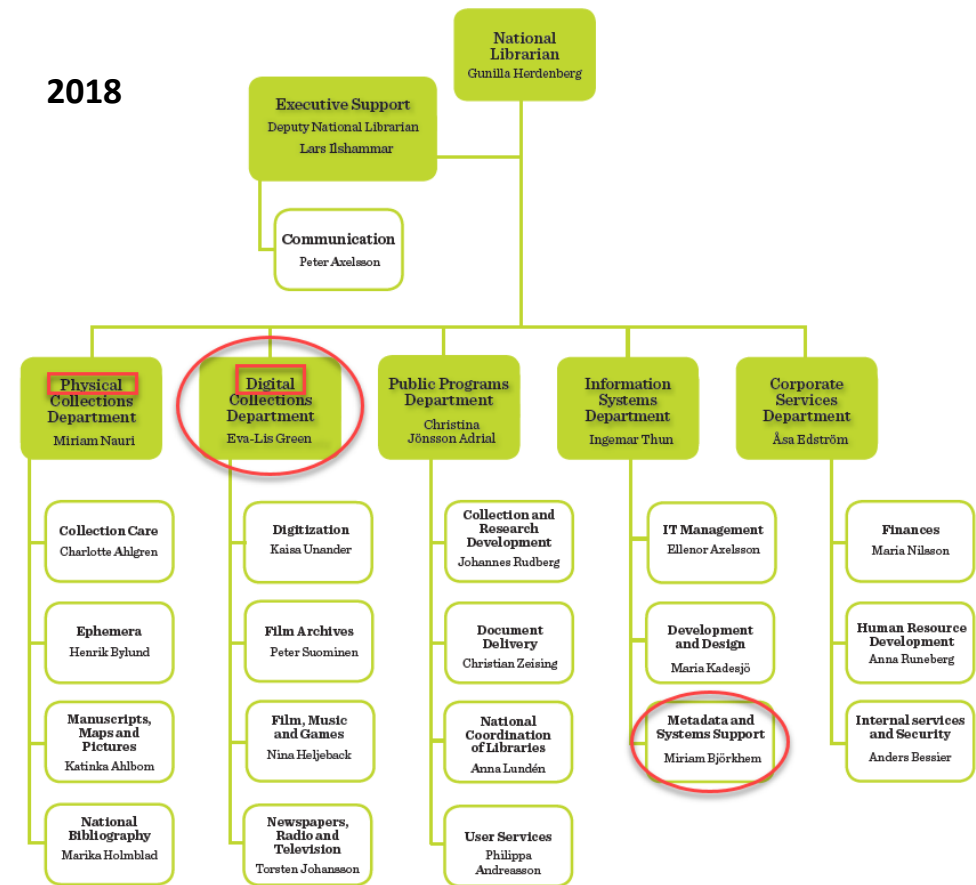 National
Librarian
Gunilla Herdenberg
2018
Executive Support
Deputy National Librarian
Lars Ilshammar
Communication
Peter Axelsson
Physical
Collections
Department
Miriam Nauri
Digital
Collections
Department
Eva-Lis Green
Public Programs
Department
Christina
Jönsson Adrial
Information
Systems
Department
Ingemar Thun
Corporate
Services
Department
Åsa Edström
Collection Care
Charlotte Ahlgren
Digitization
Kaisa Unander
Collection and
Research
Development
Johannes Rudberg
IT Management
Ellenor Axelsson
Finances
Maria Nilsson
Ephemera
Henrik Bylund
Film Archives
Peter Suominen
Document
Delivery
Christian Zeising
Development
and Design
Maria Kadesjö
Human Resource
Development
Anna Runeberg
Manuscripts,
Maps and
Pictures
Katinka Ahlbom
Film, Music
and Games
Nina Heljeback
National
Coordination
of Libraries
Anna Lundén
Metadata and
Systems Support
Miriam Björkhem
Internal services
and Security
Anders Bessier
National
Bibliography
Marika Holmblad
Newspapers,
Radio and
Television
Torsten Johansson
User Services
Philippa
Andreasson